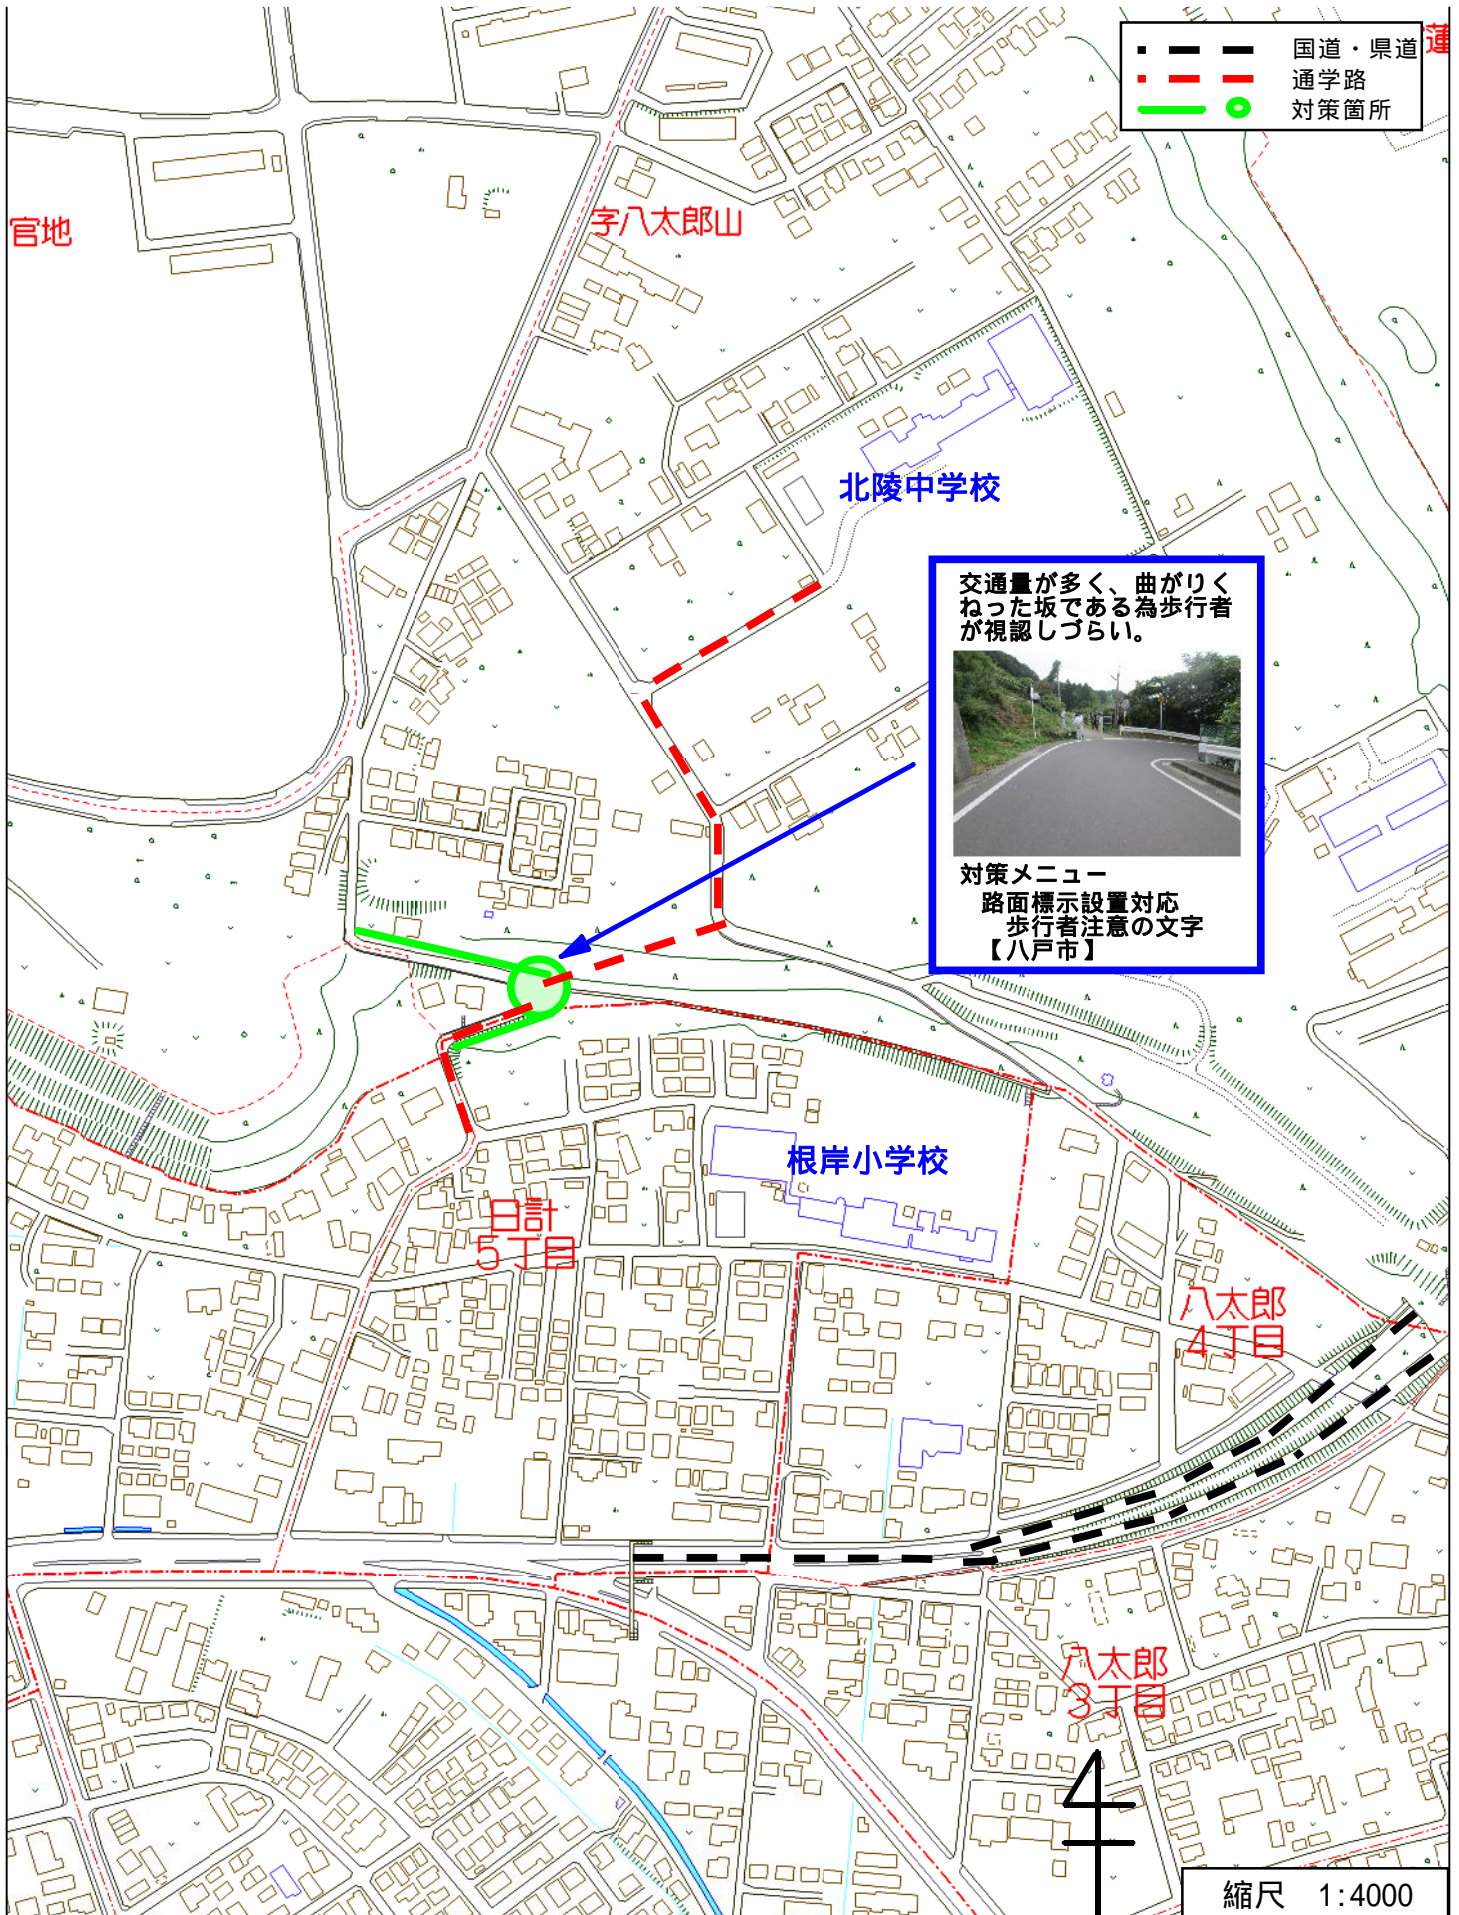 国道・県道
通学路
対策箇所
蓮
官地
字八太郎山
北陵中学校
交通量が多く、曲がりく
ねった坂である為歩行者
が視認しづらい。
対策メニュー
路面標示設置対応
歩行者注意の文字
【八戸市】
根岸小学校
日計
5丁目
八太郎
4丁目
八太郎
3丁目
縮尺 1:4000